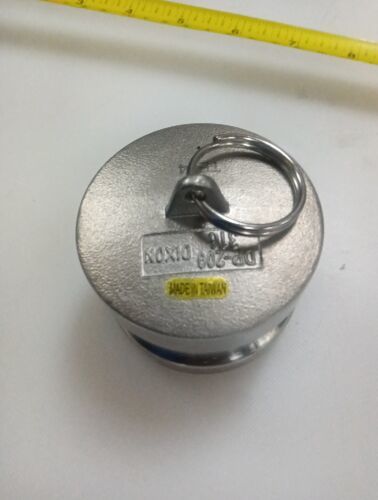 DP-200 DIXON
316
MADE IN TAIWAN